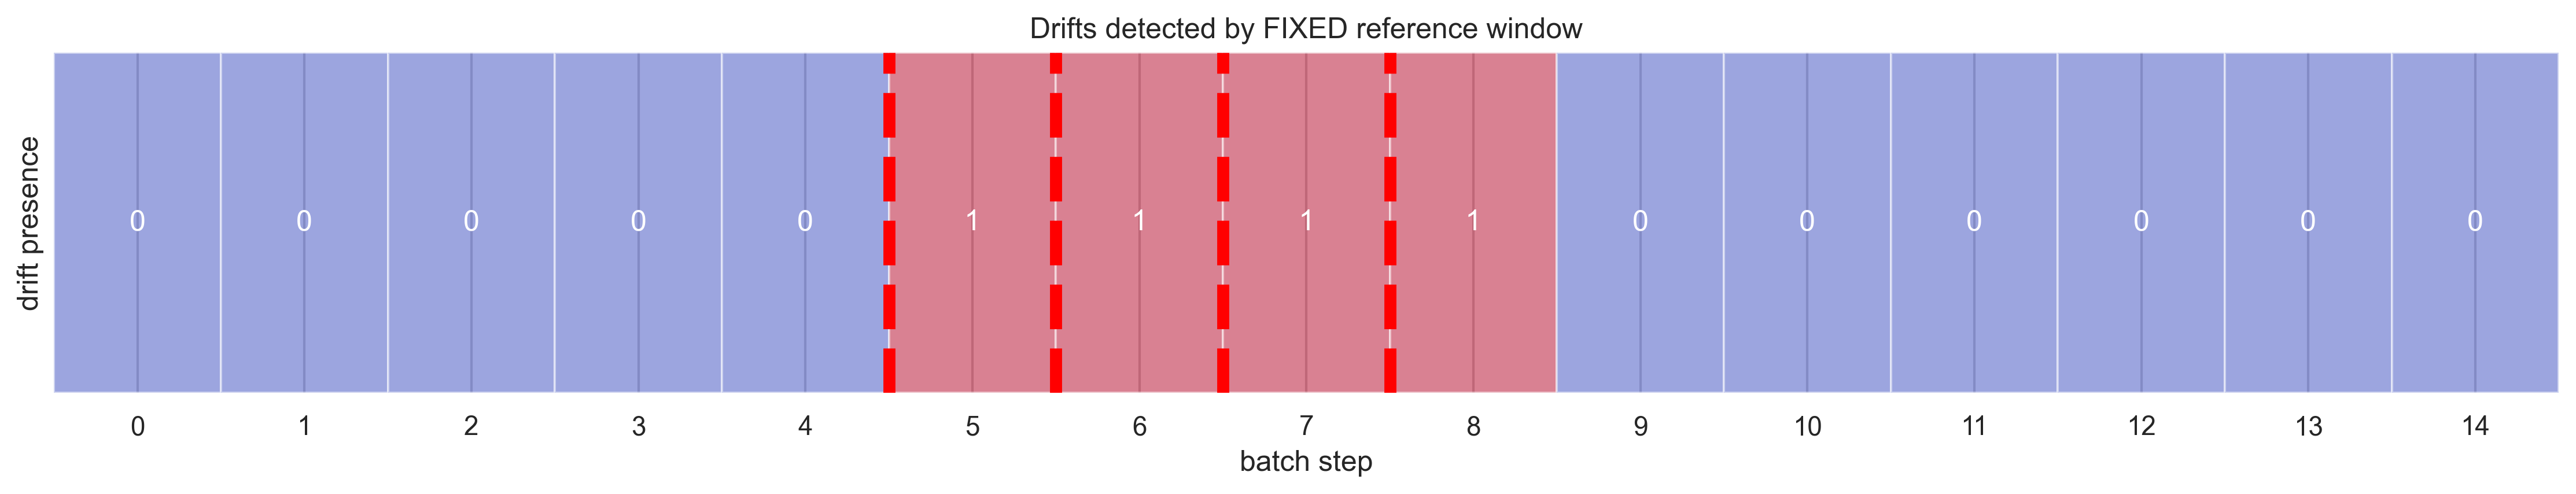 Drifts detected by FIXED reference window
drift presence
0 0 0 0 0 1 1 1 1 0 0 0 0 0 0
0 1 2 3 4 5 6 7 8 9 10 11 12 13 14
batch step